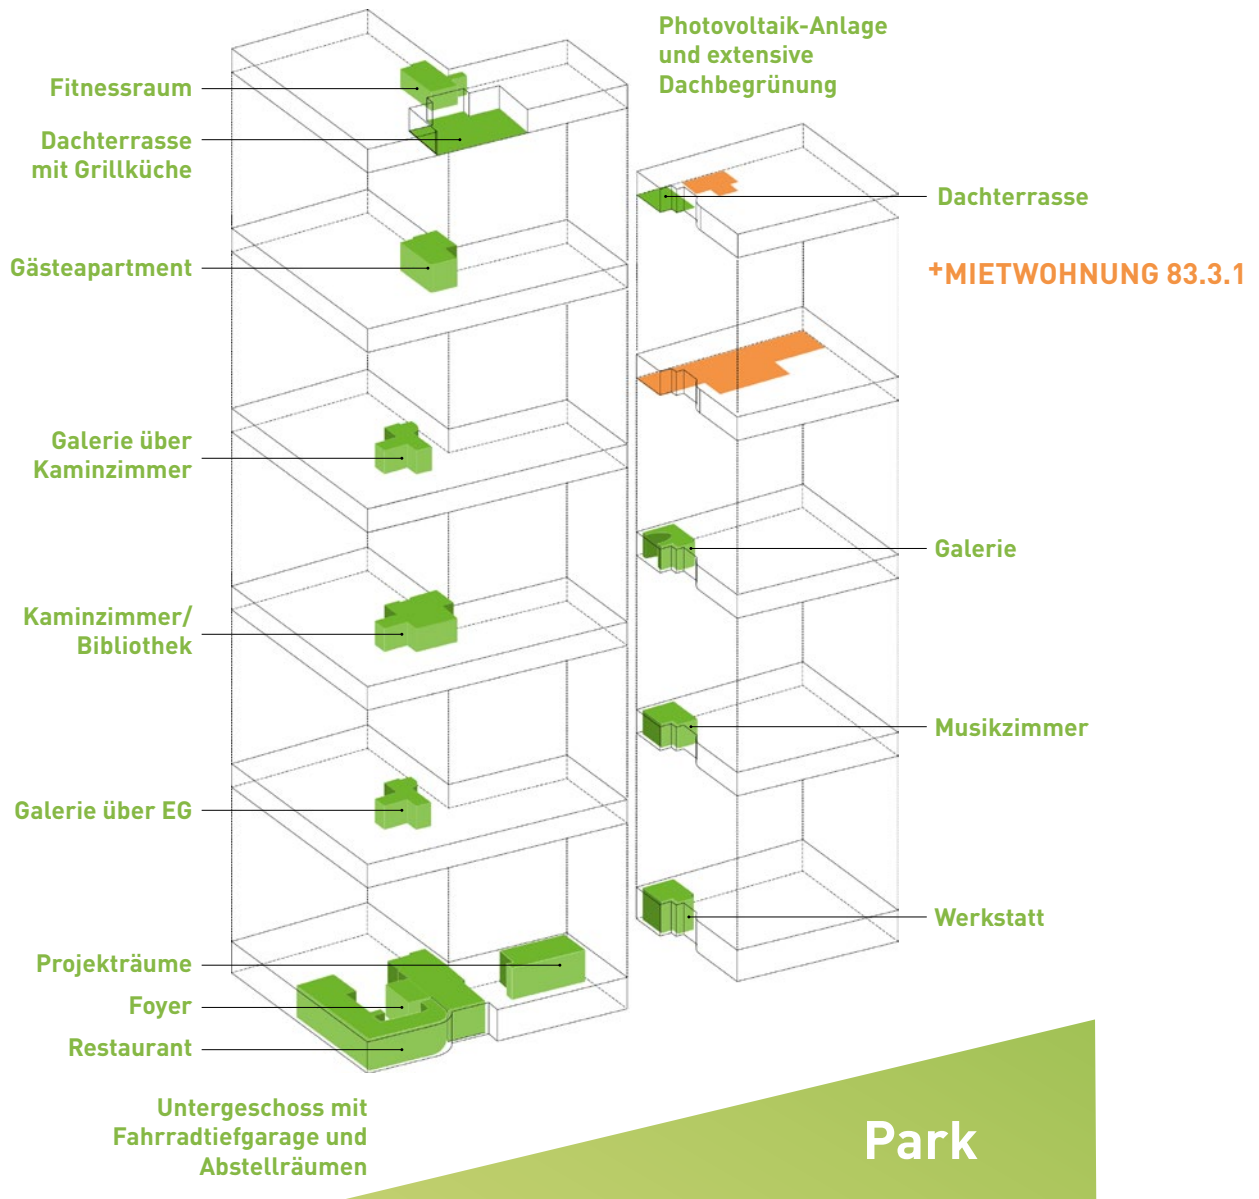 Photovoltaik-Anlage
und extensive
Dachbegrünung
Fitnessraum
Dachterrasse
mit Grillküche
Gästeapartment
Galerie über
Kaminzimmer
Kaminzimmer/
Bibliothek
Galerie über EG
Projekträume
Foyer
Restaurant
Untergeschoss mit
Fahrradtiefgarage und
Abstellräumen
Dachterrasse
+MIETWOHNUNG 83.3.1
Galerie
Musikzimmer
Werkstatt
Park